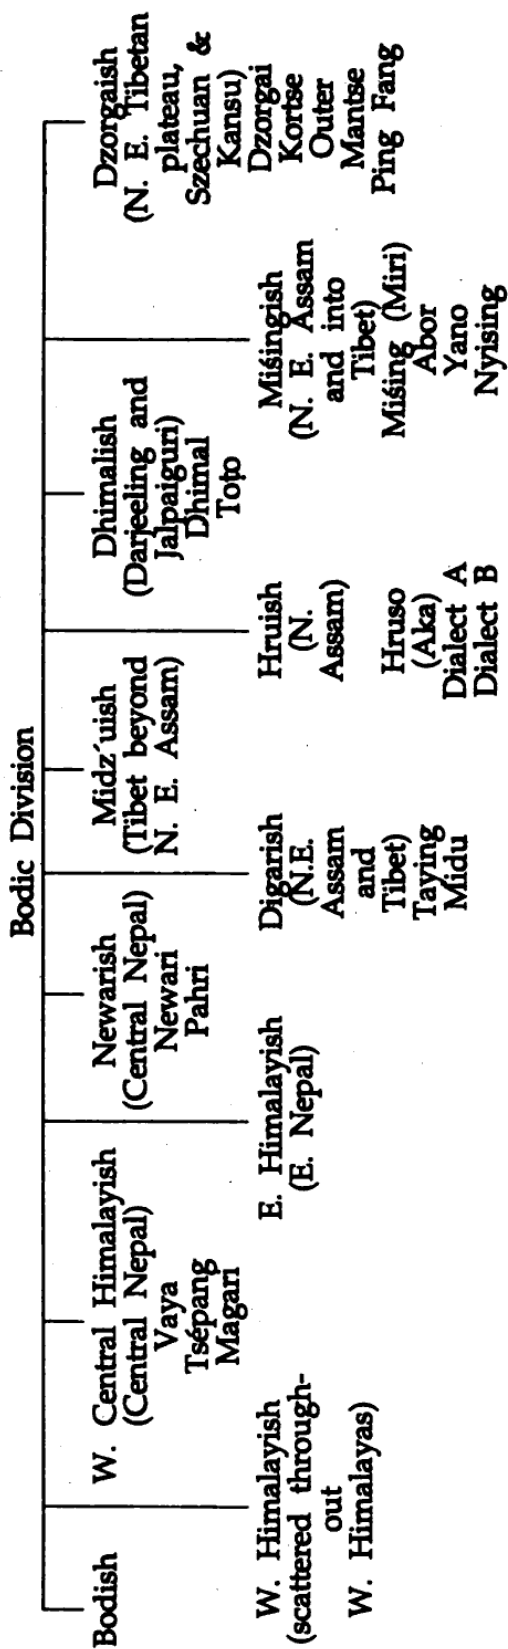 Bodic Division
Bodish
W. Himalayish
(scattered through-
out
W. Himalayas)
W. Central Himalayish
(Central Nepal)
Vaya
Tsépang
Magari
E. Himalayish
(E. Nepal)
Newarish
(Central Nepal)
Newari
Pahri
Digarish
(N.E.
Assam
and
Tibet)
Taying
Midu
Midz´uish
(Tibet beyond
N. E. Assam)
Hruish
(N.
Assam)
Hruso
(Aka)
Dialect A
Dialect B
Dhimalish
(Darjeeling and
Jalpaiguri)
Dhimal
Toṭo
Miśingish
(N. E. Assam
and into
Tibet)
Miśing (Miri)
Abor
Yano
Nyising
Dzorgaish
(N. E. Tibetan
plateau,
Szechuan &
Kansu)
Dzorgai
Kortse
Outer
Mantse
Ping Fang